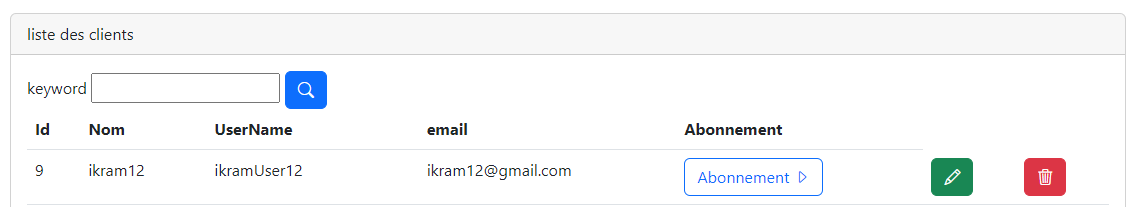 liste des clients
keyword
Id Nom UserName email Abonnement
9 ikram12 ikramUser12 ikram12@gmail.com Abonnement